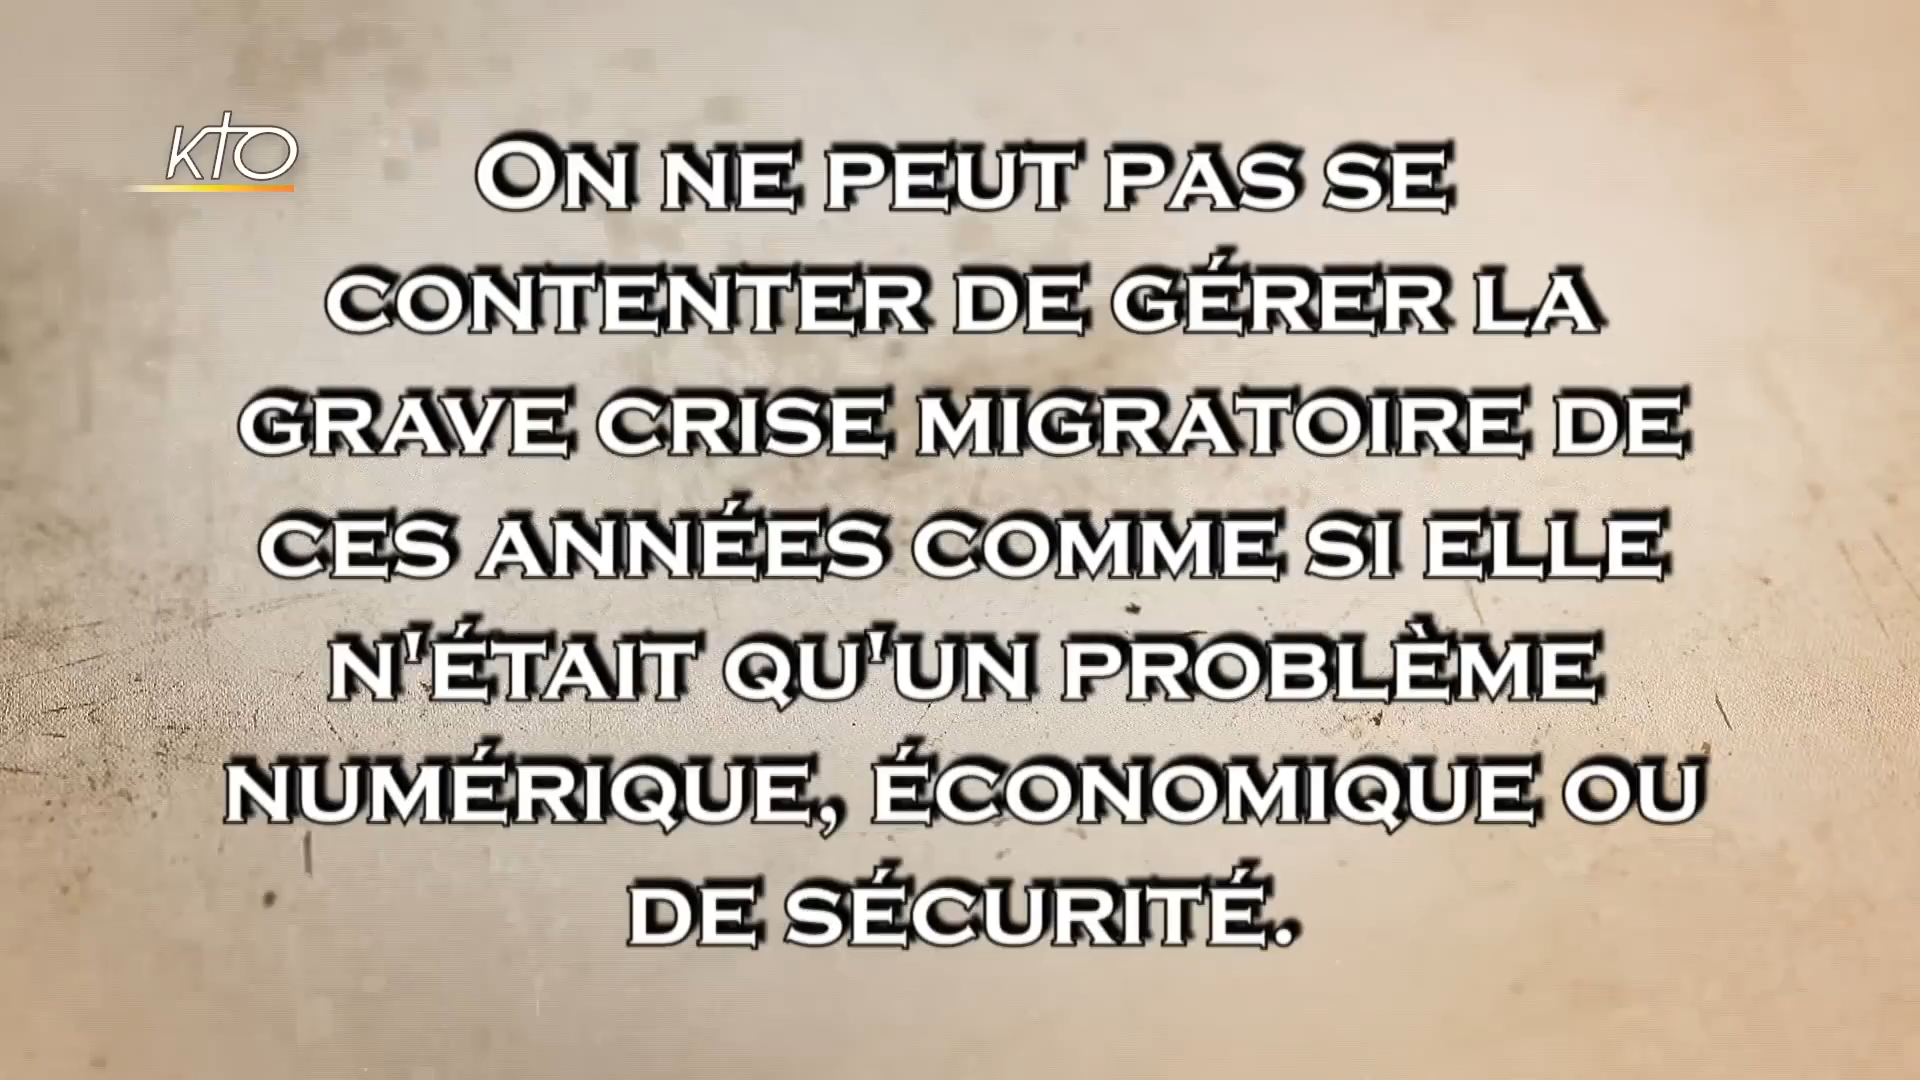 KTO
On ne peut pas se
contenter de gérer la
grave crise migratoire de
ces années comme si elle
n'était qu'un problème
numérique, économique ou
de sécurité.